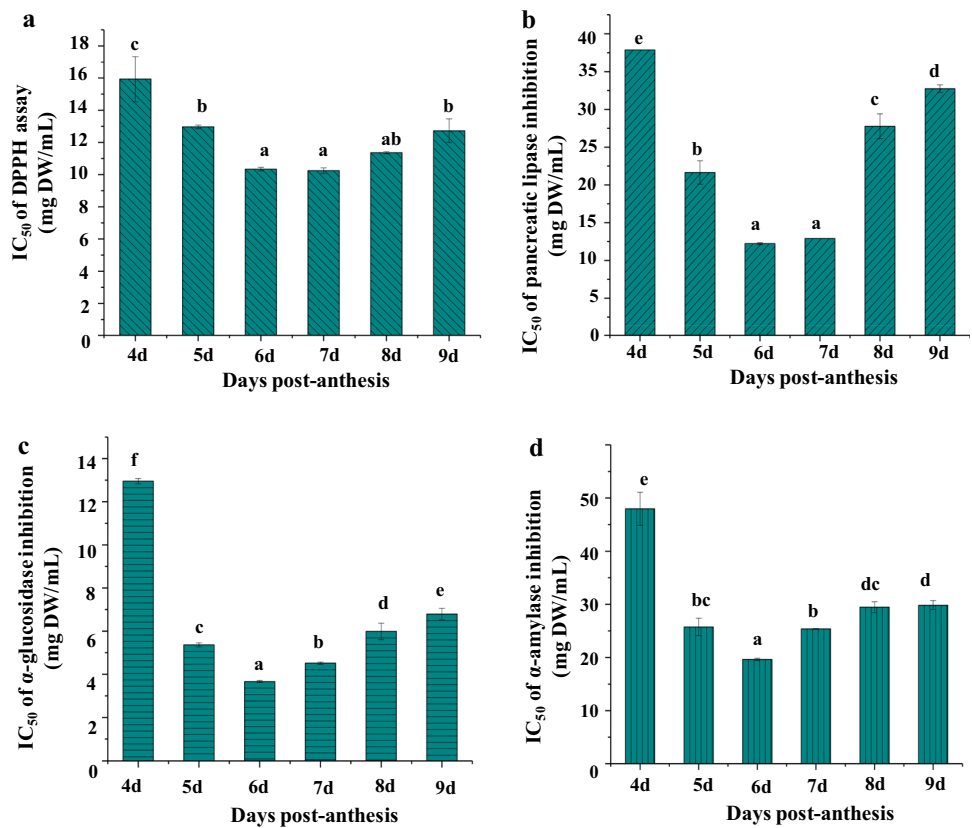 a
IC50 of DPPH assay
(mg DW/mL)
18
16
14
12
10
8
6
4
2
0
c
b
a
a
ab
b
4d 5d 6d 7d 8d 9d
Days post-anthesis
b
IC50 of pancreatic lipase inhibition
(mg DW/mL)
40
35
30
25
20
15
10
5
0
e
b
a
a
c
d
4d 5d 6d 7d 8d 9d
Days post-anthesis
c
IC50 of α-glucosidase inhibition
(mg DW/mL)
14
12
10
8
6
4
2
0
f
c
a
b
d
e
4d 5d 6d 7d 8d 9d
Days post-anthesis
d
IC50 of α-amylase inhibition
(mg DW/mL)
50
40
30
20
10
0
e
bc
a
b
dc
d
4d 5d 6d 7d 8d 9d
Days post-anthesis